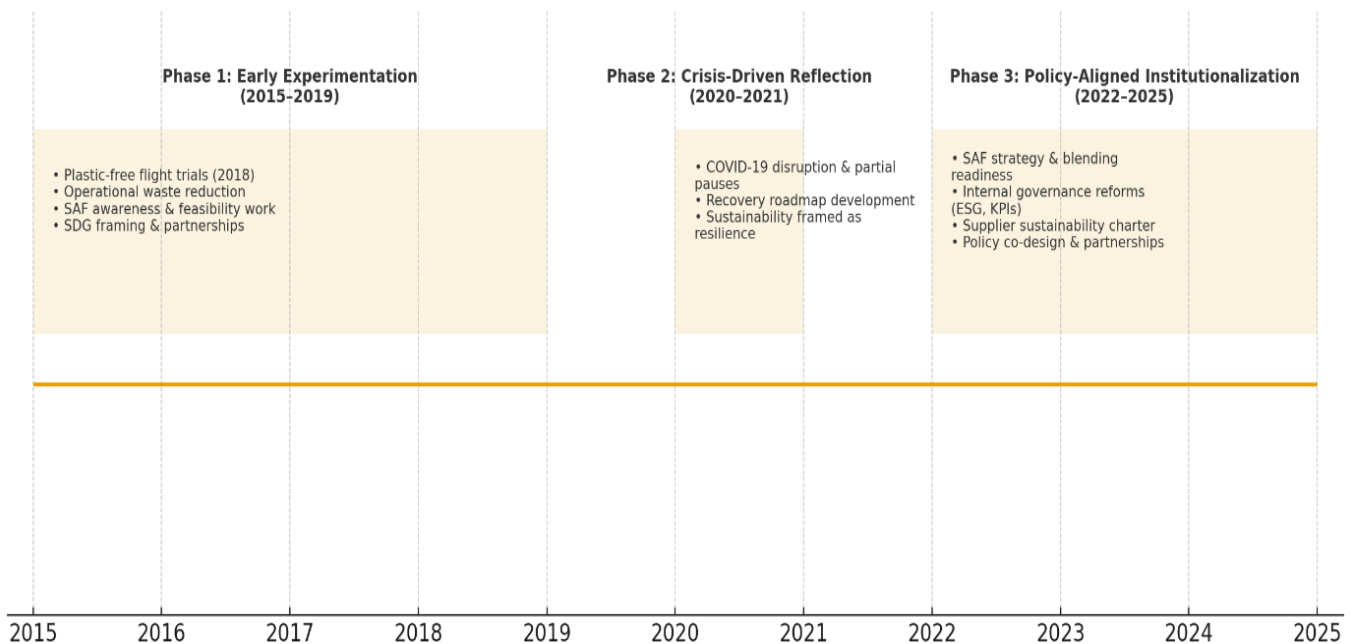 Phase 1: Early Experimentation
(2015–2019)
• Plastic-free flight trials (2018)
• Operational waste reduction
• SAF awareness & feasibility work
• SDG framing & partnerships
Phase 2: Crisis-Driven Reflection
(2020–2021)
• COVID-19 disruption & partial
pauses
• Recovery roadmap development
• Sustainability framed as
resilience
Phase 3: Policy-Aligned Institutionalization
(2022–2025)
• SAF strategy & blending
readiness
• Internal governance reforms
(ESG, KPIs)
• Supplier sustainability charter
• Policy co-design & partnerships
2015 2016 2017 2018 2019 2020 2021 2022 2023 2024 2025